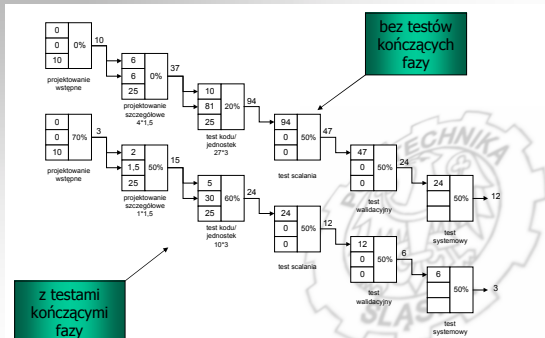 bez testów
kończących
fazy
0
0
10
0%
10
projektowanie
wstępne
6
6
25
0%
37
projektowanie
szczegółowe
4*1,5
10
81
25
20%
94
test kodu/
jednostek
27*3
94
0
0
50%
47
test scalania
47
0
0
50%
24
test
walidacyjny
24
50%
12
test
systemowy
0
0
10
70%
3
projektowanie
wstępne
2
1,5
25
50%
15
projektowanie
szczegółowe
1*1,5
5
30
25
60%
24
test kodu/
jednostek
10*3
24
0
0
50%
12
test scalania
12
0
0
50%
6
test
walidacyjny
6
50%
3
test
systemowy
z testami
kończącymi
fazy